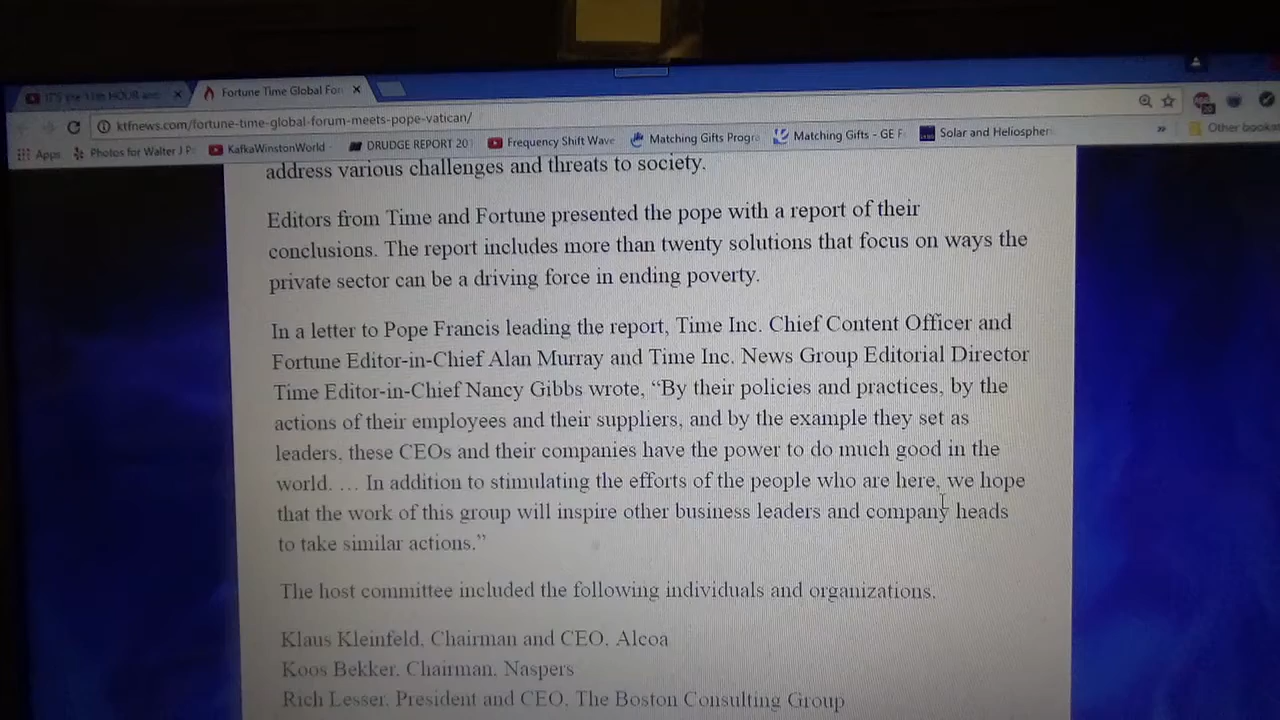 IT'S the 11th HOUR and
Fortune Time Global For
ktfnews.com/fortune-time-global-forum-meets-pope-vatican/
Apps Photos for Walter J P KafkaWinstonWorld DRUDGE REPORT 20 Frequency Shift Wave Matching Gifts Progra Matching Gifts - GE F Solar and Heliospher » Other books
address various challenges and threats to society.
Editors from Time and Fortune presented the pope with a report of their
conclusions. The report includes more than twenty solutions that focus on ways the
private sector can be a driving force in ending poverty.
In a letter to Pope Francis leading the report, Time Inc. Chief Content Officer and
Fortune Editor-in-Chief Alan Murray and Time Inc. News Group Editorial Director
Time Editor-in-Chief Nancy Gibbs wrote, “By their policies and practices, by the
actions of their employees and their suppliers, and by the example they set as
leaders, these CEOs and their companies have the power to do much good in the
world. … In addition to stimulating the efforts of the people who are here, we hope
that the work of this group will inspire other business leaders and company heads
to take similar actions.”
The host committee included the following individuals and organizations.
Klaus Kleinfeld, Chairman and CEO, Alcoa
Koos Bekker, Chairman, Naspers
Rich Lesser, President and CEO, The Boston Consulting Group